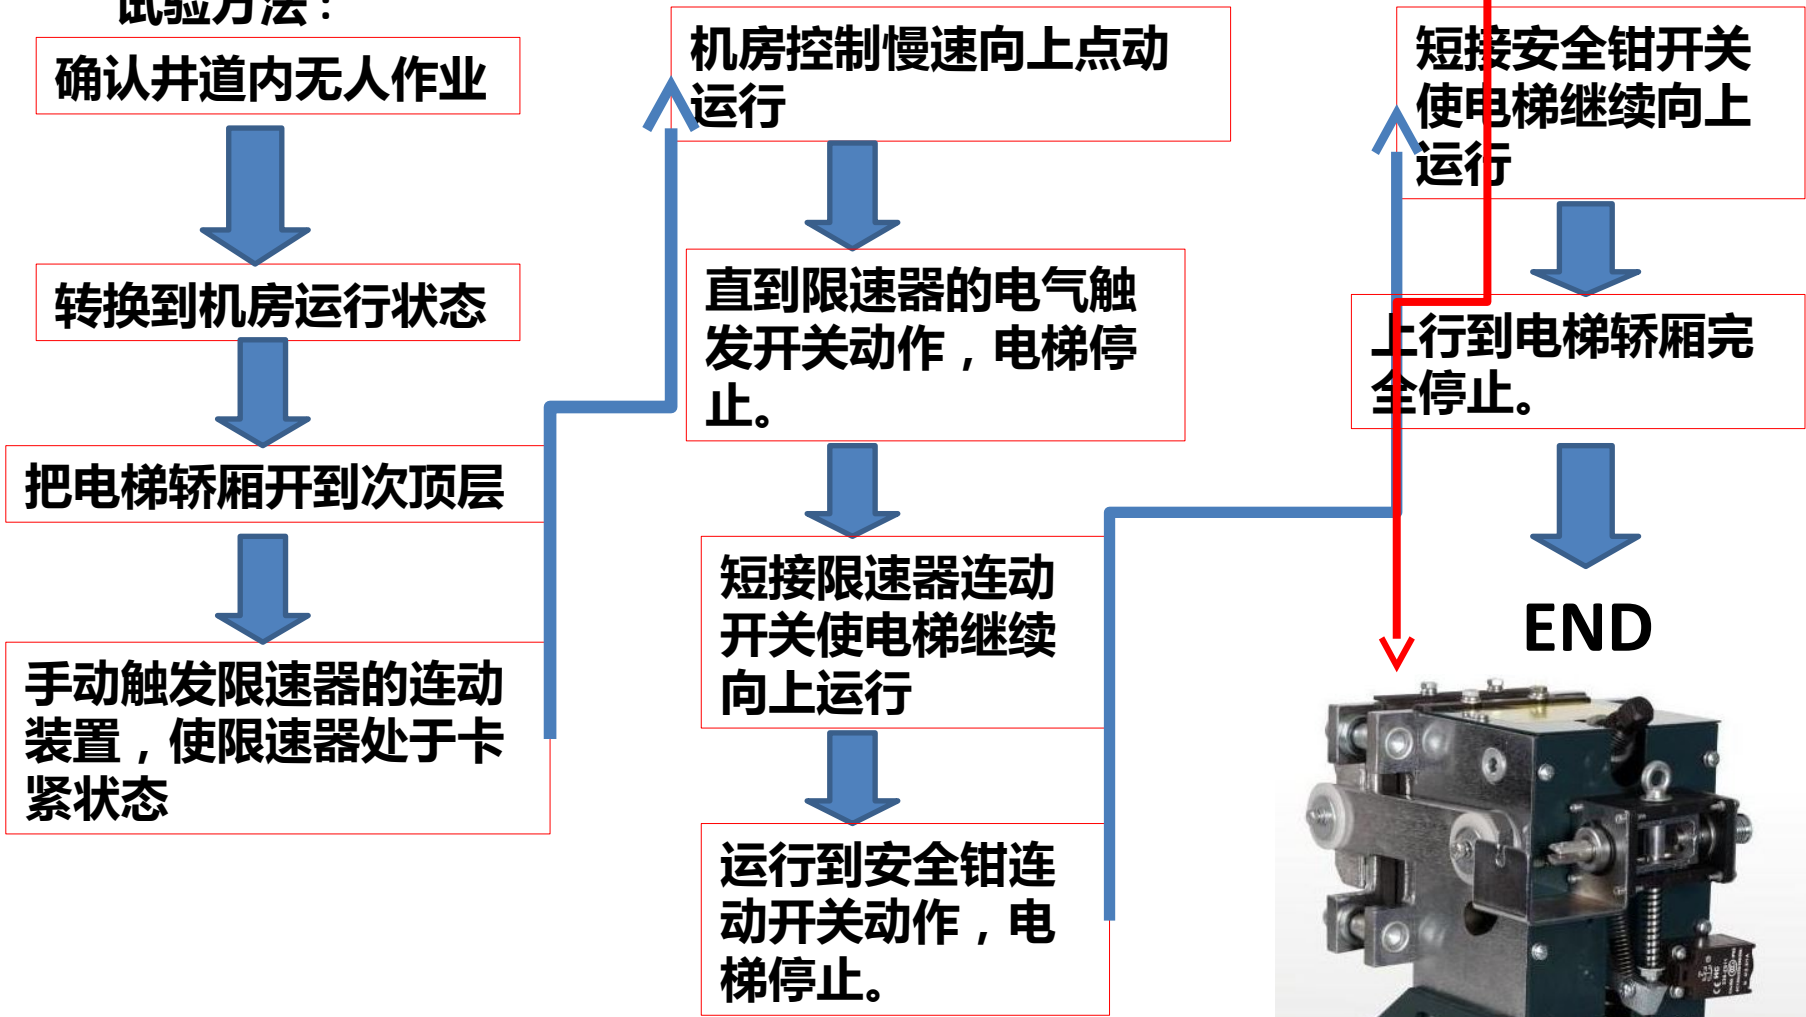 试验方法：
确认井道内无人作业
转换到机房运行状态
把电梯轿厢开到次顶层
手动触发限速器的连动
装置，使限速器处于卡
紧状态
机房控制慢速向上点动
运行
直到限速器的电气触
发开关动作，电梯停
止。
短接限速器连动
开关使电梯继续
向上运行
运行到安全钳连
动开关动作，电
梯停止。
短接安全钳开关
使电梯继续向上
运行
上行到电梯轿厢完
全停止。
END